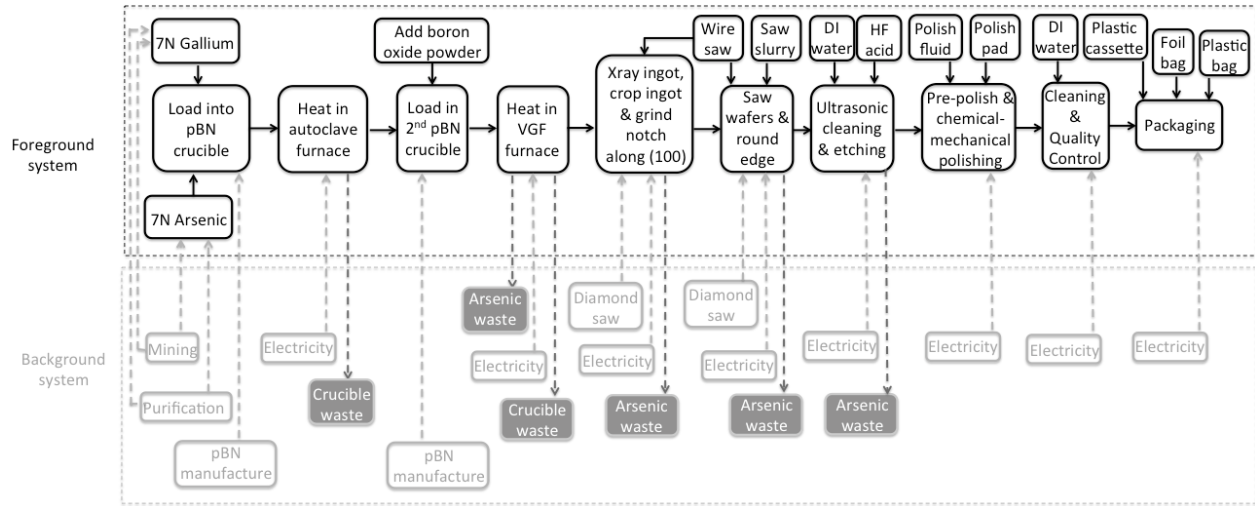 7N Gallium
Add boron
oxide powder
Wire
saw
Saw
slurry
DI
water
HF
acid
Polish
fluid
Polish
pad
DI
water
Plastic
cassette
Foil
bag
Plastic
bag
Foreground
system
Load into
pBN
crucible
Heat in
autoclave
furnace
Load in
2nd pBN
crucible
Heat in
VGF
furnace
Xray ingot,
crop ingot
& grind
notch
along (100)
Saw
wafers &
round
edge
Ultrasonic
cleaning
& etching
Pre-polish &
chemical-
mechanical
polishing
Cleaning
&
Quality
Control
Packaging
7N Arsenic
Background
system
Mining
Purification
pBN
manufacture
Electricity
Crucible
waste
pBN
manufacture
Arsenic
waste
Electricity
Crucible
waste
Diamond
saw
Electricity
Arsenic
waste
Diamond
saw
Electricity
Arsenic
waste
Electricity
Arsenic
waste
Electricity
Electricity
Electricity